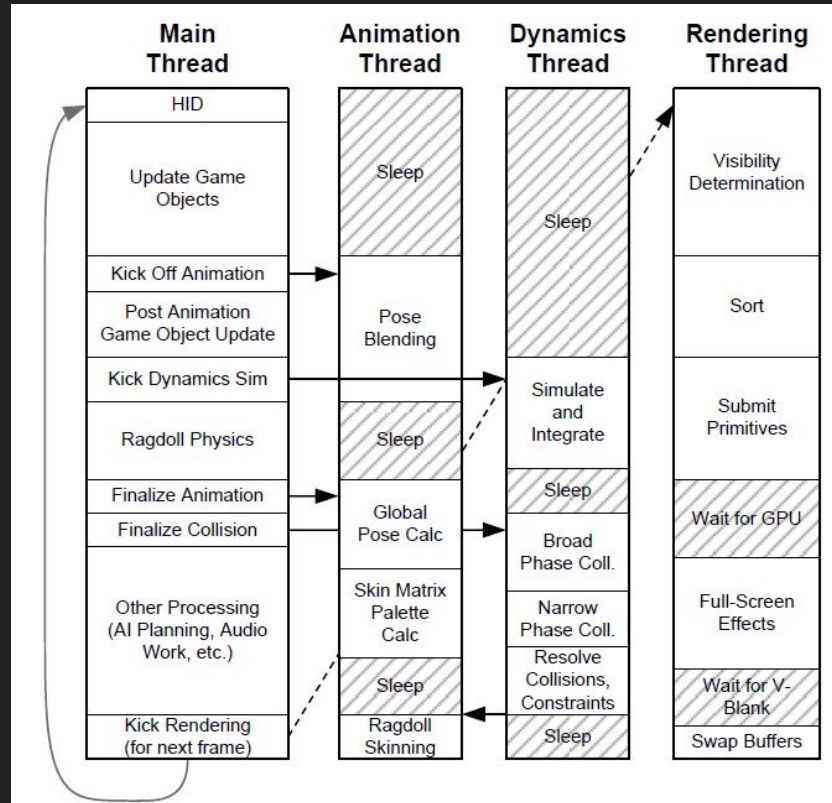 Main
Thread
Animation
Thread
Dynamics
Thread
Rendering
Thread
HID
Update Game
Objects
Kick Off Animation
Post Animation
Game Object Update
Kick Dynamics Sim
Ragdoll Physics
Finalize Animation
Finalize Collision
Other Processing
(AI Planning, Audio
Work, etc.)
Kick Rendering
(for next frame)
Sleep
Pose
Blending
Sleep
Global
Pose Calc
Skin Matrix
Palette
Calc
Sleep
Ragdoll
Skinning
Sleep
Simulate
and
Integrate
Sleep
Broad
Phase Coll.
Narrow
Phase Coll.
Resolve
Collisions,
Constraints
Sleep
Visibility
Determination
Sort
Submit
Primitives
Wait for GPU
Full-Screen
Effects
Wait for V-
Blank
Swap Buffers